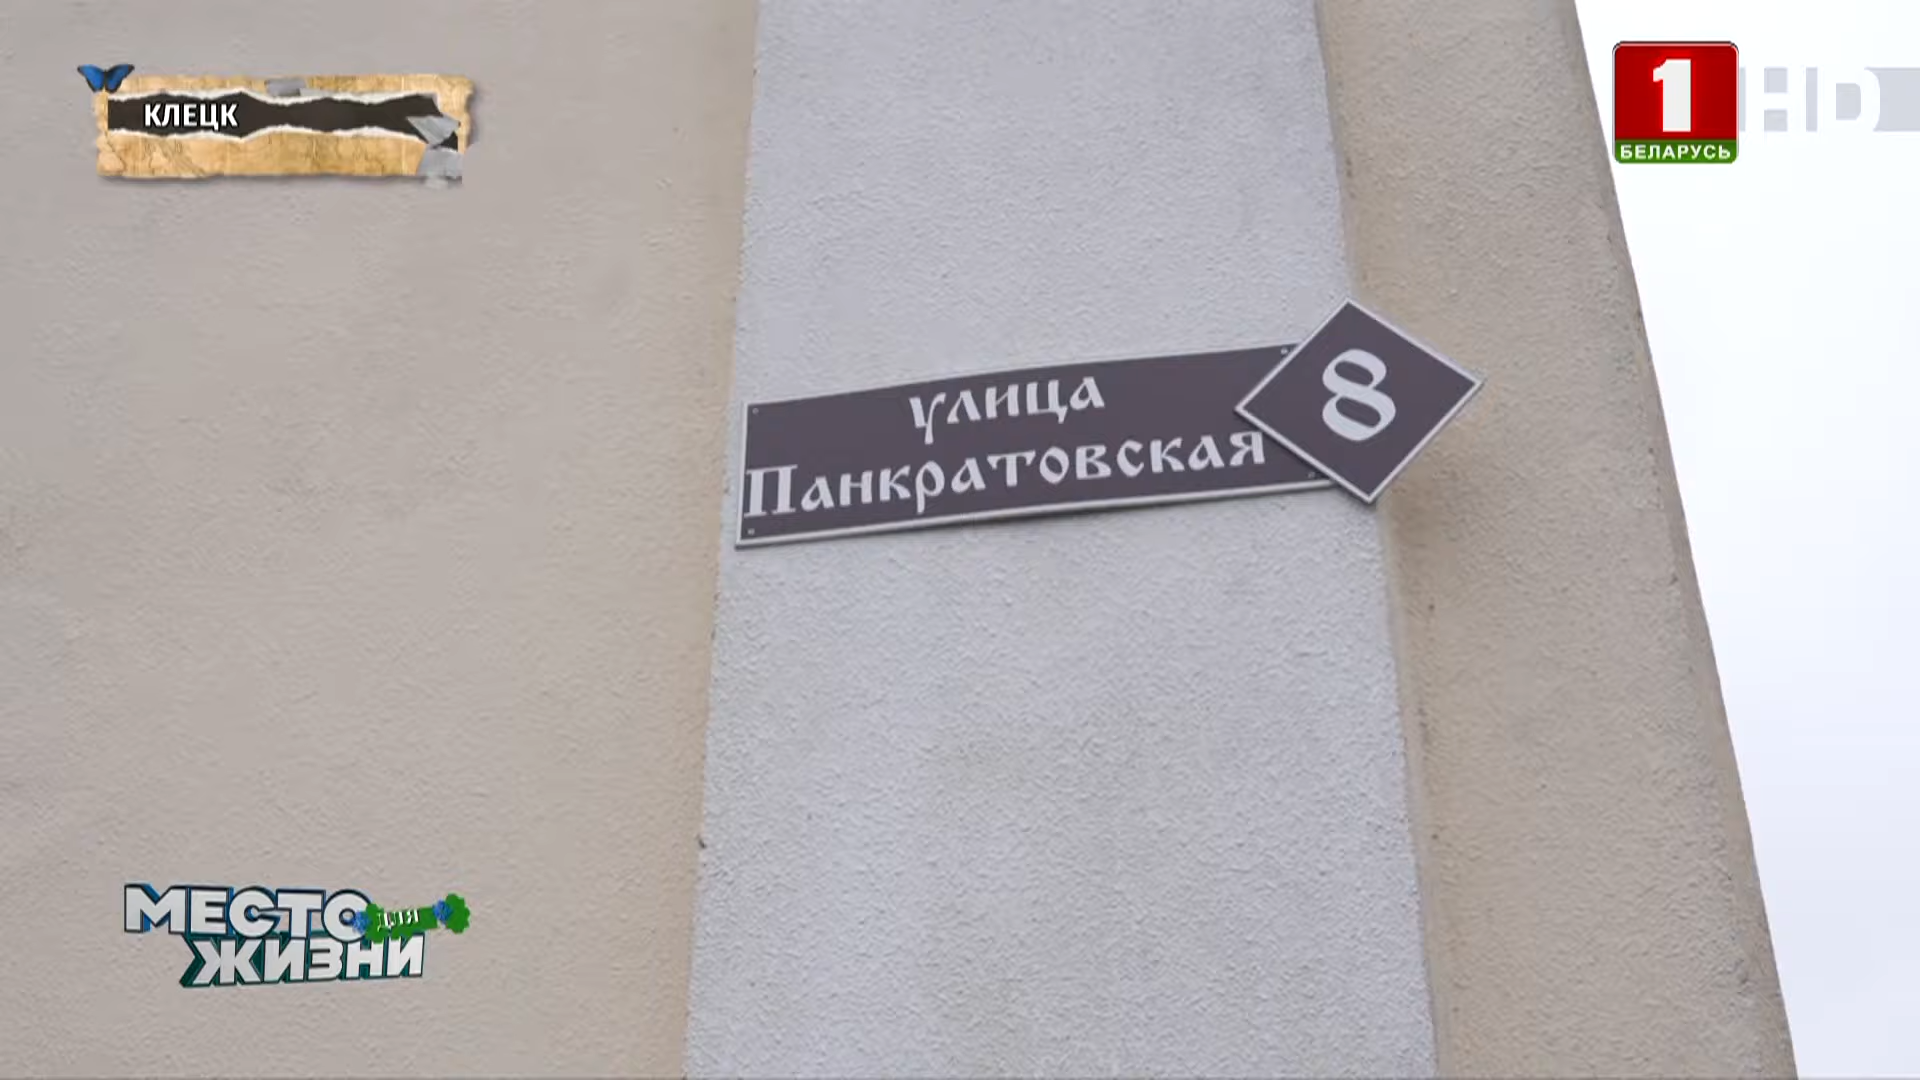 КЛЕЦК
1 HD
БЕЛАРУСЬ
улица
Панкратовская
8
МЕСТО
для
ЖИЗНИ